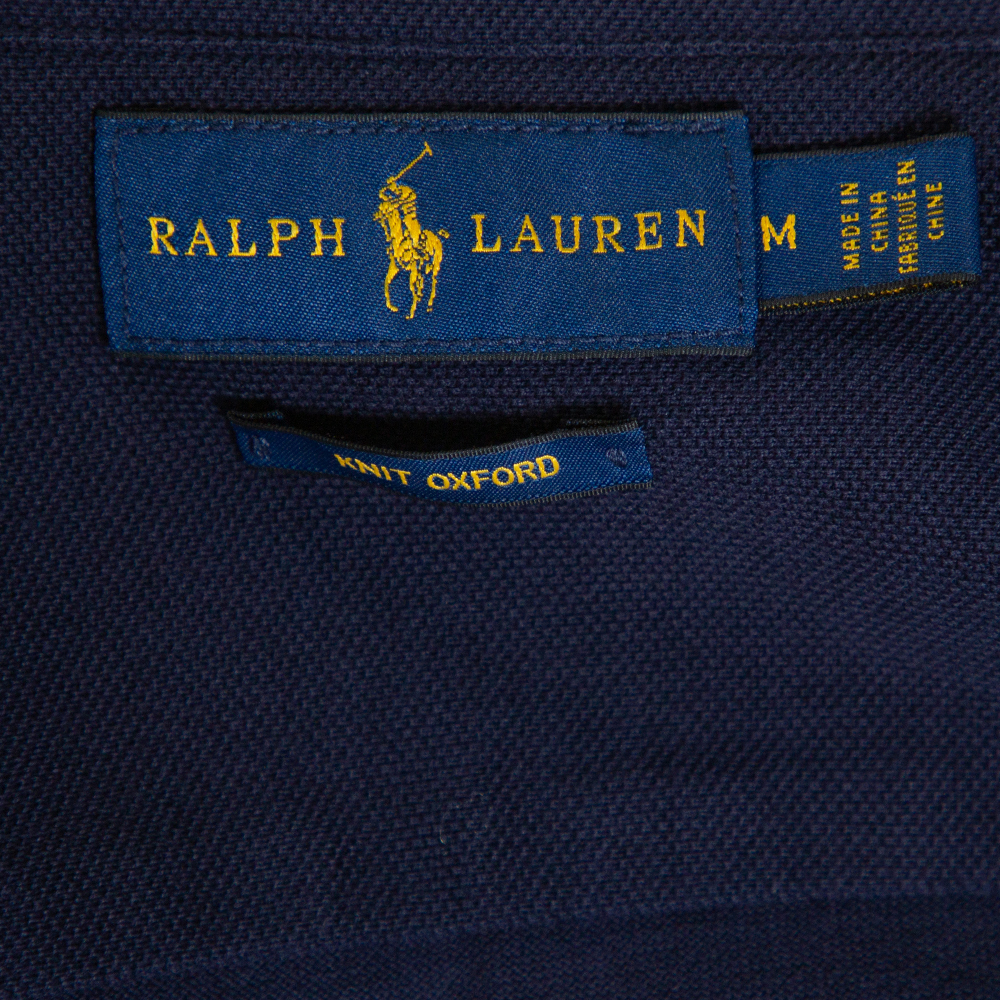 RALPH LAUREN
M
MADE IN
CHINA
FABRIQUÉ EN
CHINE
KNIT OXFORD